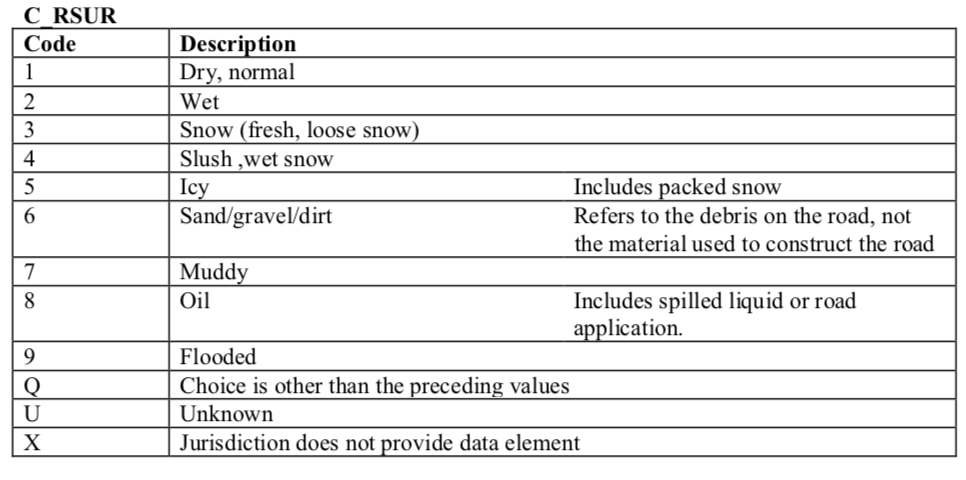 C_RSUR
Code Description
1 Dry, normal
2 Wet
3 Snow (fresh, loose snow)
4 Slush ,wet snow
5 Icy Includes packed snow
6 Sand/gravel/dirt Refers to the debris on the road, not
the material used to construct the road
7 Muddy
8 Oil Includes spilled liquid or road
application.
9 Flooded
Q Choice is other than the preceding values
U Unknown
X Jurisdiction does not provide data element